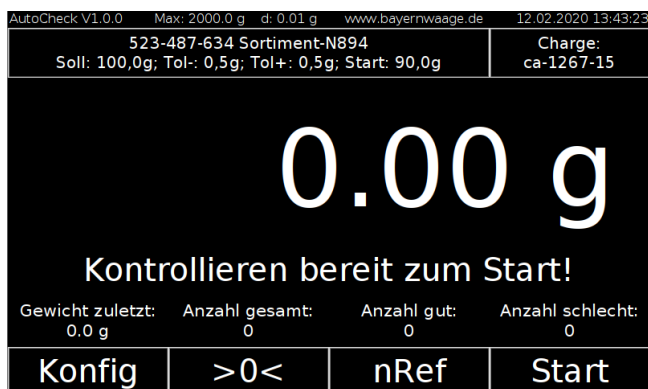 AutoCheck V1.0.0 Max: 2000.0 g d: 0.01 g www.bayernwaage.de 12.02.2020 13:43:23
523-487-634 Sortiment-N894
Soll: 100,0g; Tol-: 0,5g; Tol+: 0,5g; Start: 90,0g
Charge:
ca-1267-15
0.00 g
Kontrollieren bereit zum Start!
Gewicht zuletzt: Anzahl gesamt: Anzahl gut: Anzahl schlecht:
0.0 g 0 0 0
Konfig >0< nRef Start